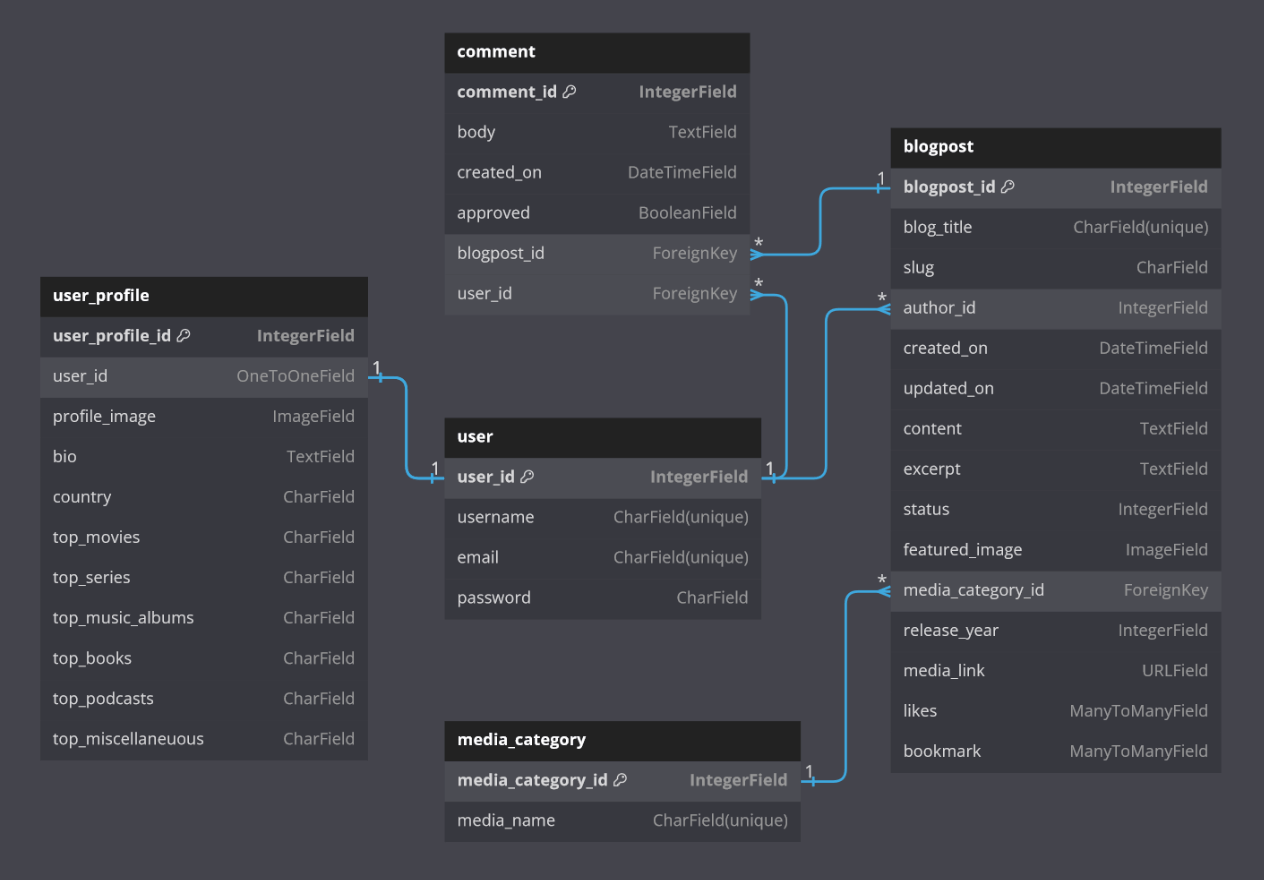 comment
comment_id IntegerField
body TextField
created_on DateTimeField
approved BooleanField
blogpost_id ForeignKey *
user_id ForeignKey *
blogpost
1 blogpost_id IntegerField
blog_title CharField(unique)
slug CharField
* author_id IntegerField
created_on DateTimeField
updated_on DateTimeField
content TextField
excerpt TextField
status IntegerField
featured_image ImageField
* media_category_id ForeignKey
release_year IntegerField
media_link URLField
likes ManyToManyField
bookmark ManyToManyField
user_profile
user_profile_id IntegerField
user_id OneToOneField 1
profile_image ImageField
bio TextField
country CharField
top_movies CharField
top_series CharField
top_music_albums CharField
top_books CharField
top_podcasts CharField
top_miscellaneuous CharField
user
1 user_id IntegerField 1
username CharField(unique)
email CharField(unique)
password CharField
media_category
media_category_id IntegerField 1
media_name CharField(unique)